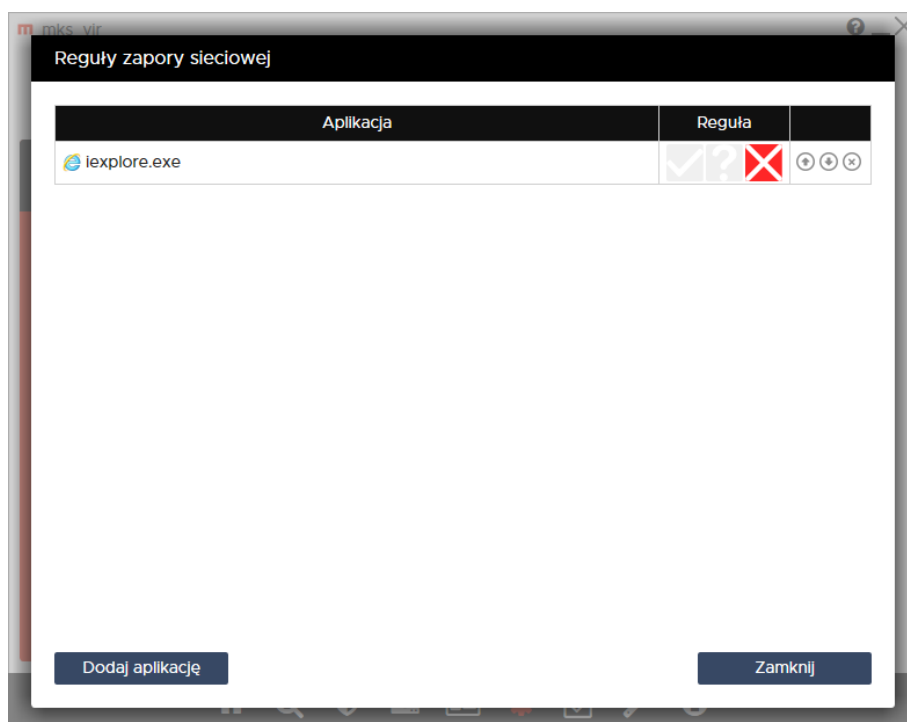 mks_vir
Reguły zapory sieciowej
Aplikacja Reguła
iexplore.exe
Dodaj aplikację Zamknij